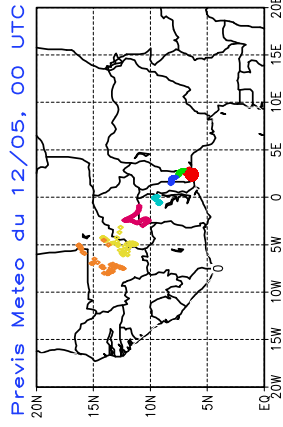 Previs Meteo du 12/05, 00 UTC
20N
15N
10N
5N
EQ
20W
15W
10W
5W
0
5E
10E
15E
20E
0